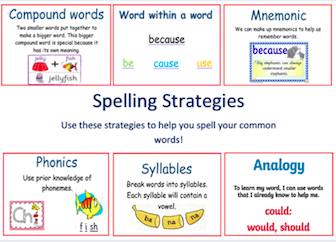 Compound words
Two smaller words put together to
make a bigger word. This
bigger compound word is special because it
has its own meaning.
jelly
fish
jellyfish
Word within a word
because
be cause use
Mnemonic
We can make up mnemonics to help us
remember words.
because
Big elephants can always
understand smaller
elephants.
Spelling Strategies
Use these strategies to help you spell your common
words!
Phonics
Use prior knowledge of
phonemes.
Ch
f i sh
Syllables
Break words into syllables.
Each syllable will contain a
vowel.
ba na na
Analogy
To learn my word, I can use words
that I already know to help me.
could:
would, should